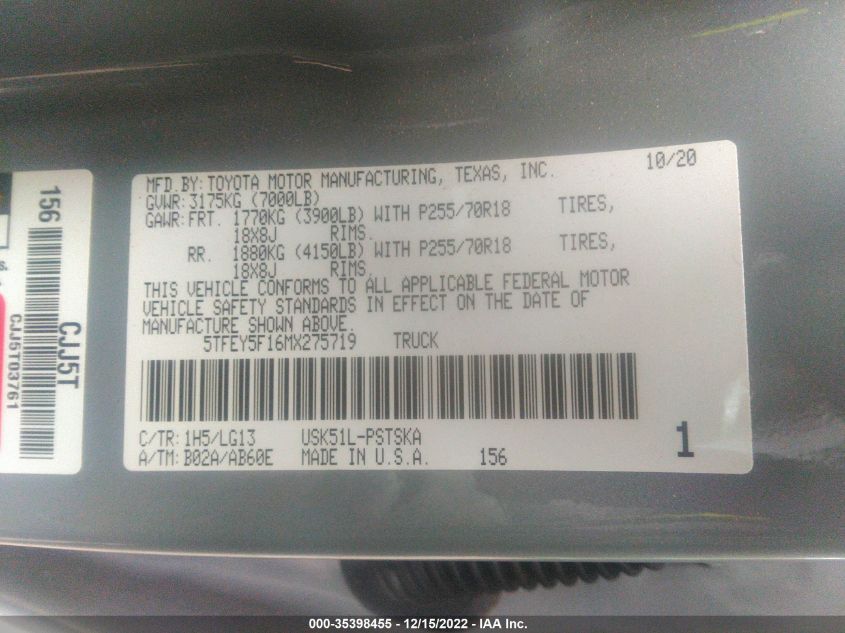 MFD.BY: TOYOTA MOTOR MANUFACTURING, TEXAS, INC. 10/20
GVWR: 3175KG (7000LB)
GAWR: FRT. 1770KG (3900LB) WITH P255/70R18 TIRES,
18X8J RIMS.
RR. 1880KG (4150LB) WITH P255/70R18 TIRES,
18X8J RIMS.
THIS VEHICLE CONFORMS TO ALL APPLICABLE FEDERAL MOTOR
VEHICLE SAFETY STANDARDS IN EFFECT ON THE DATE OF
MANUFACTURE SHOWN ABOVE.
5TFEY5F16MX275719 TRUCK
C/TR: 1H5/LG13 USK51L-PSTSKA
A/TM: B02A/AB60E MADE IN U.S.A. 156 1
156 CJJ5T
CJJ5T03761
000-35398455 - 12/15/2022 - IAA Inc.